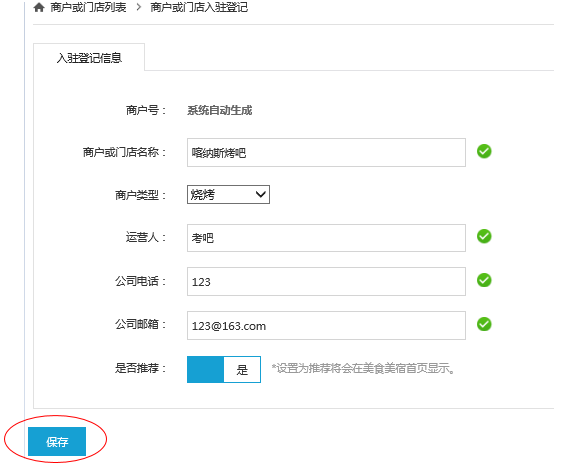 商户或门店列表 > 商户或门店入驻登记
入驻登记信息
商户号： 系统自动生成
商户或门店名称： 喀纳斯烤吧
商户类型： 烧烤
运营人： 考吧
公司电话： 123
公司邮箱： 123@163.com
是否推荐： 是 *设置为推荐将会在美食美宿首页显示。
保存